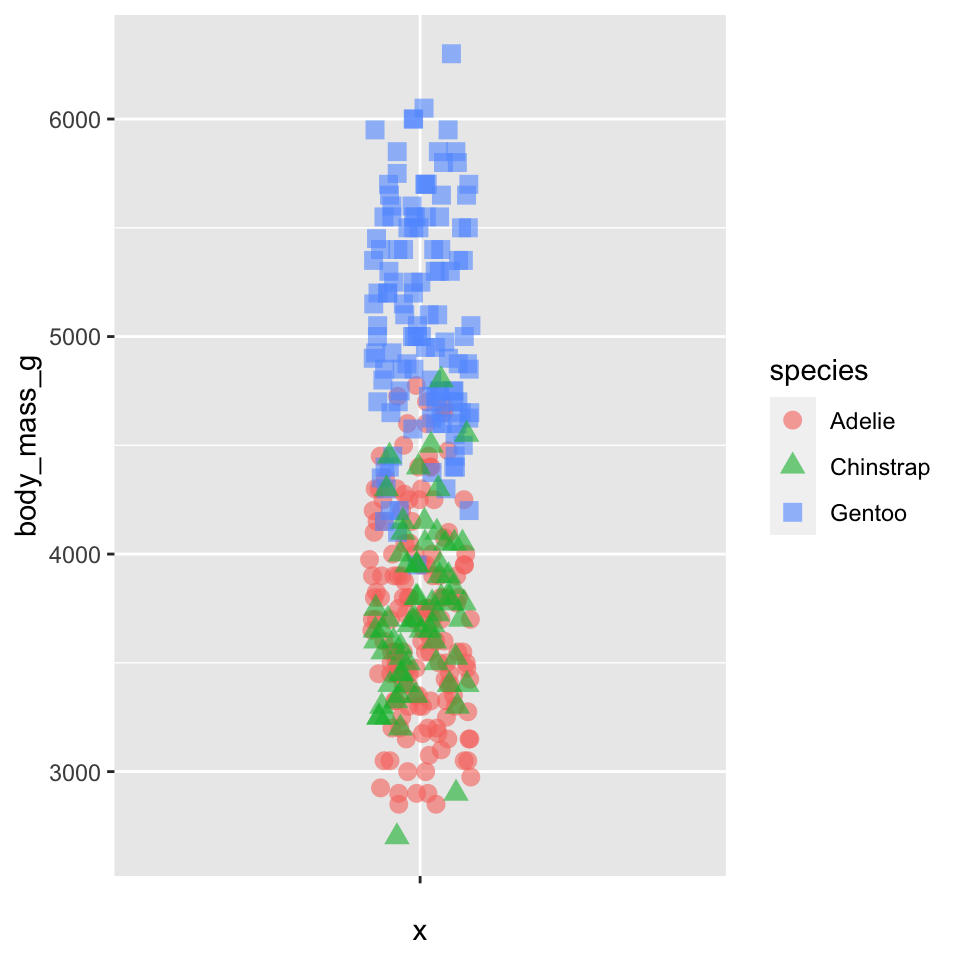 6000
5000
4000
3000
body_mass_g
x
species
Adelie
Chinstrap
Gentoo